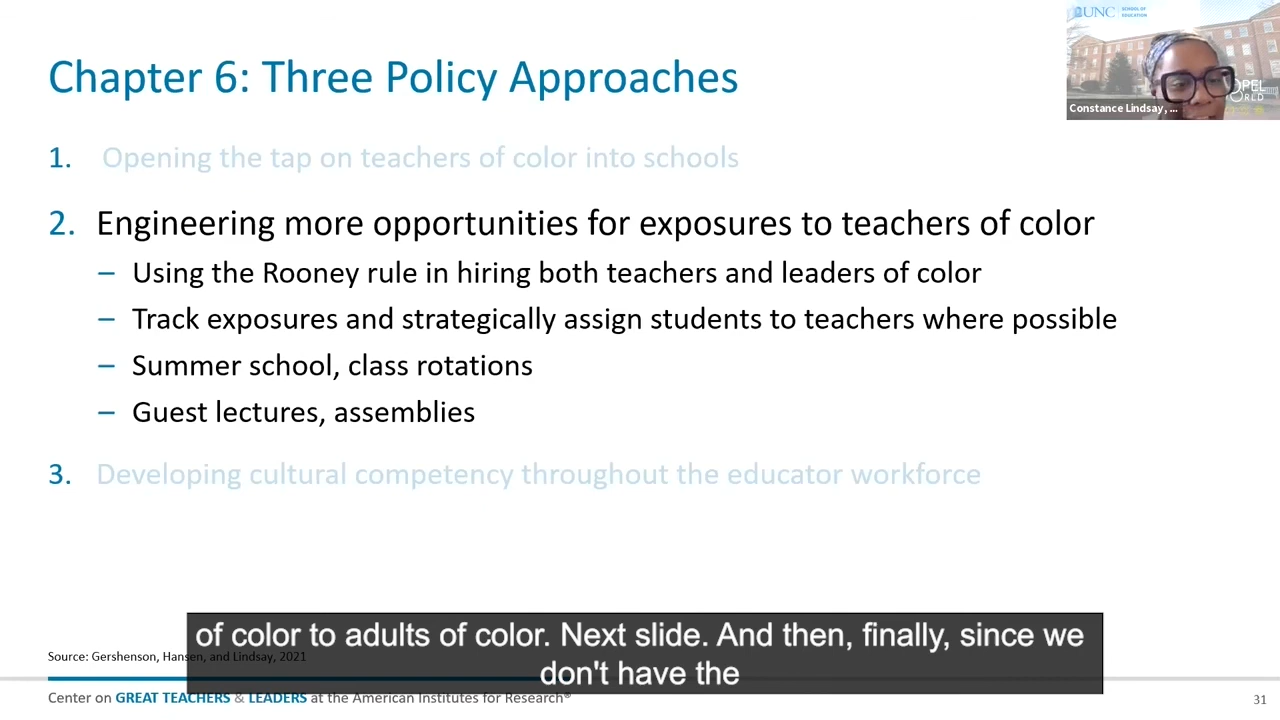 UNC SCHOOL OF
EDUCATION
Constance Lindsay, ...
Chapter 6: Three Policy Approaches
1. Opening the tap on teachers of color into schools
2. Engineering more opportunities for exposures to teachers of color
– Using the Rooney rule in hiring both teachers and leaders of color
– Track exposures and strategically assign students to teachers where possible
– Summer school, class rotations
– Guest lectures, assemblies
3. Developing cultural competency throughout the educator workforce
of color to adults of color. Next slide. And then, finally, since we
don't have the
Source: Gershenson, Hansen, and Lindsay, 2021
Center on GREAT TEACHERS & LEADERS at the American Institutes for Research®
31